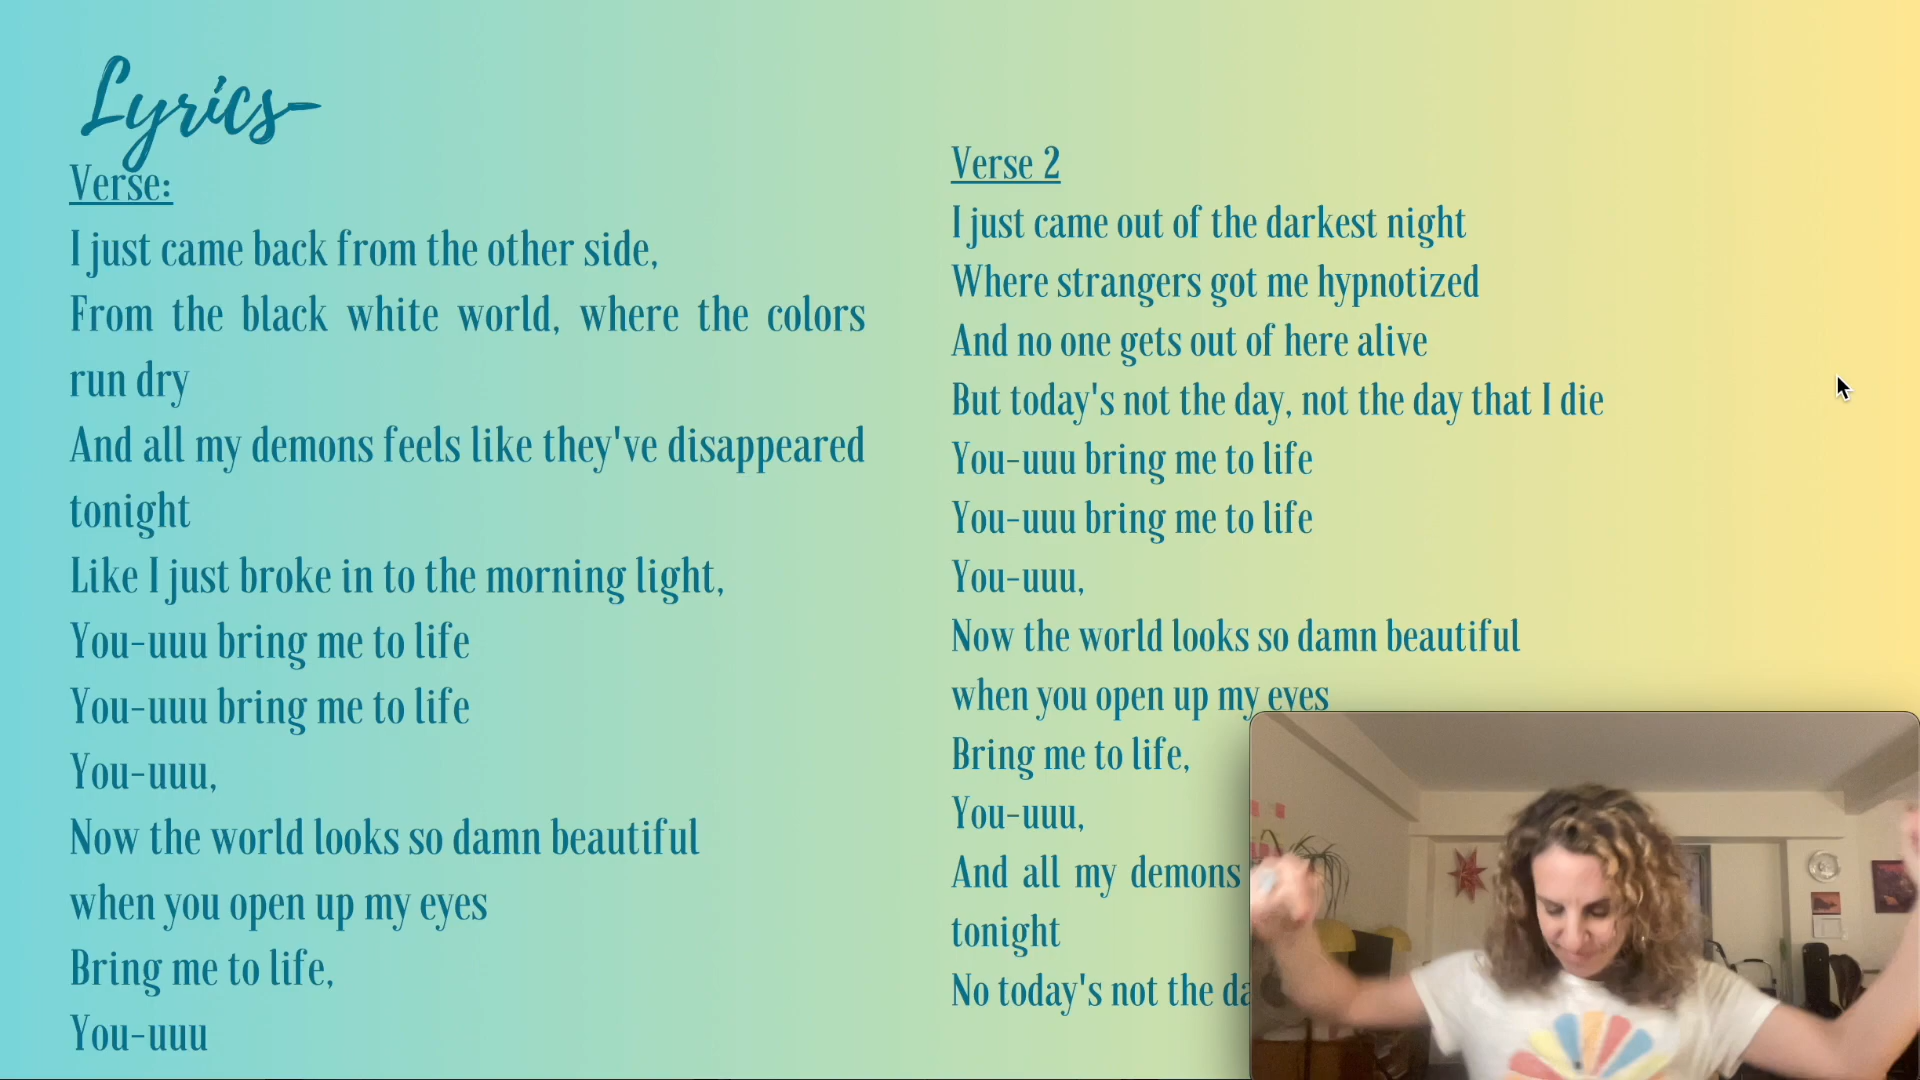 Lyrics-
Verse:
I just came back from the other side,
From the black white world, where the colors
run dry
And all my demons feels like they've disappeared
tonight
Like I just broke in to the morning light,
You-uuu bring me to life
You-uuu bring me to life
You-uuu,
Now the world looks so damn beautiful
when you open up my eyes
Bring me to life,
You-uuu
Verse 2
I just came out of the darkest night
Where strangers got me hypnotized
And no one gets out of here alive
But today's not the day, not the day that I die
You-uuu bring me to life
You-uuu bring me to life
You-uuu,
Now the world looks so damn beautiful
when you open up my eyes
Bring me to life,
You-uuu,
And all my demons
tonight
No today's not the